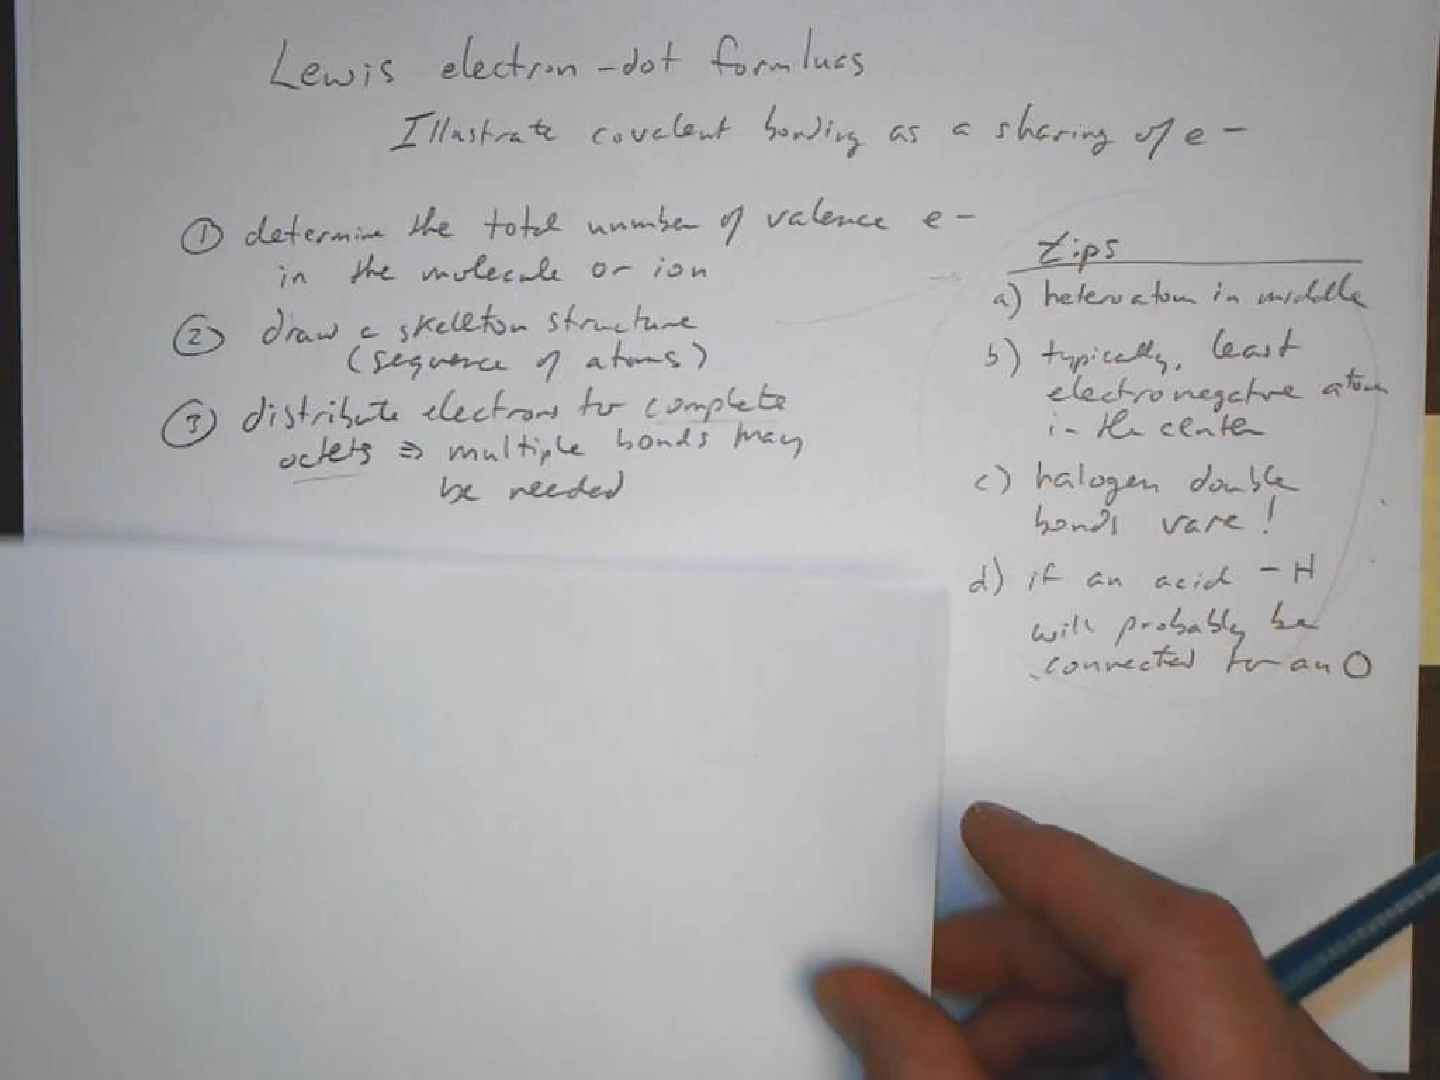 Lewis electron-dot formluas
Illustrate covalent bonding as a sharing of e-
① determine the total number of valence e-
in the molecule or ion
② draw a skeleton structure
(sequence of atoms)
③ distribute electrons to complete
octets ⇒ multiple bonds may
be needed
tips
a) heteroatom in middle
b) typically, least
electronegative atom
in the center
c) halogen double
bonds rare!
d) if an acid -H
will probably be
connected to an O